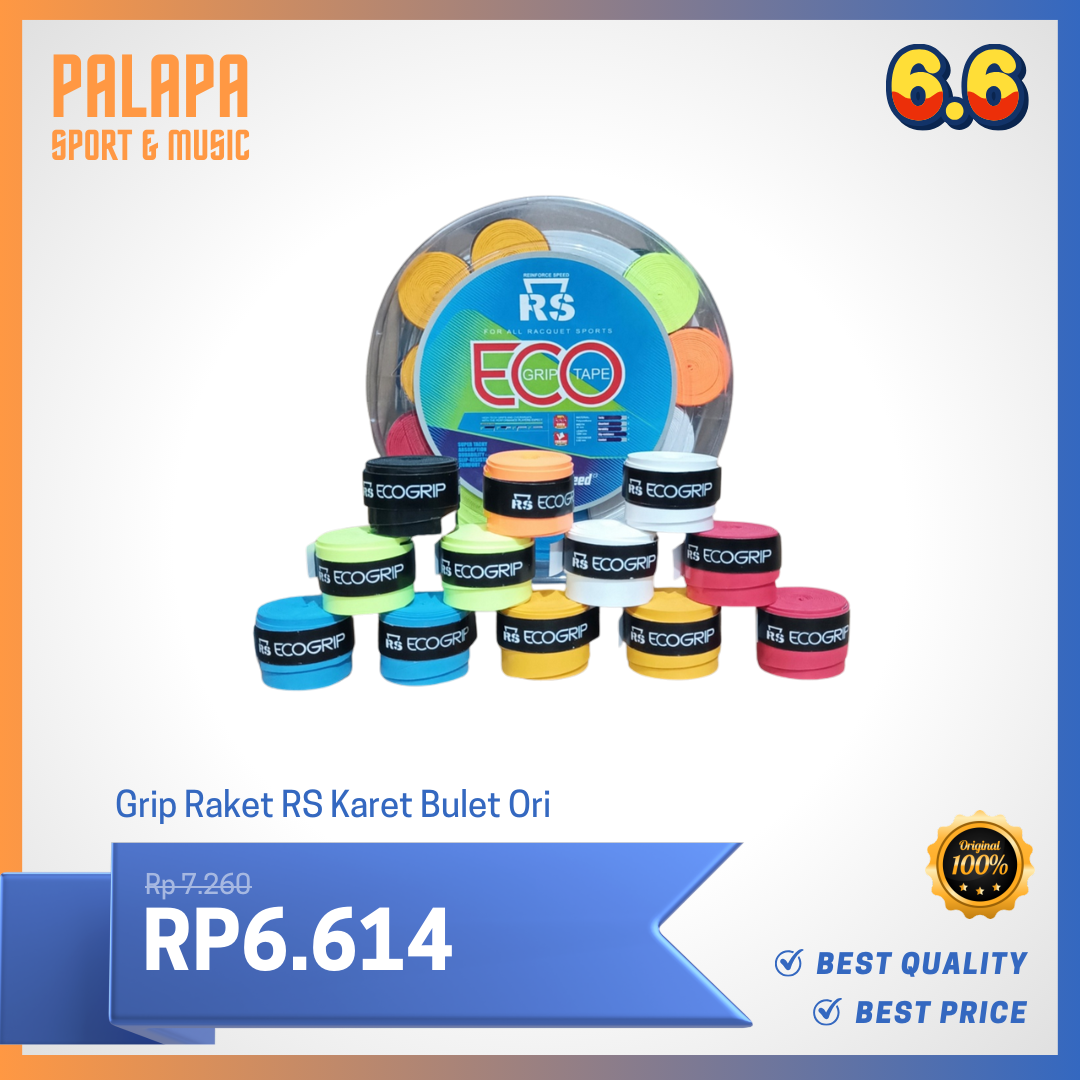 PALAPA
SPORT & MUSIC
6.6
REINFORCE SPEED
RS
FOR ALL RACQUET SPORTS
ECO
GRIP TAPE
RS ECOGRIP
RS ECOG
RS ECOGRIP
RS ECOGRIP
RS ECOGRIP
RS ECOGRIP
RS ECOGRIP
RS ECOGRIP
RS ECOGRIP
RS ECOGRIP
RS ECOGRIP
RS ECOGRIP
Grip Raket RS Karet Bulet Ori
Rp 7.260
RP6.614
Original
100%
BEST QUALITY
BEST PRICE